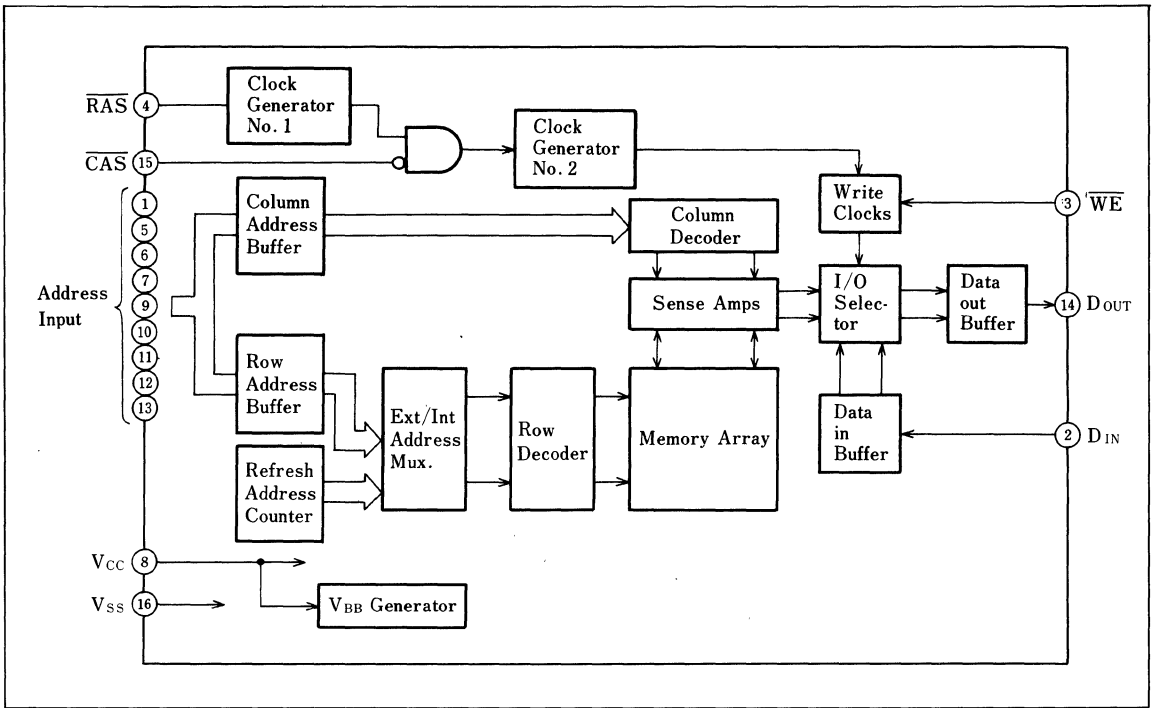 RAS 4
Clock
Generator
No. 1
CAS 15
Clock
Generator
No. 2
Address
Input
1
5
6
7
9
10
11
12
13
Column
Address
Buffer
Column
Decoder
Write
Clocks
3 WE
Sense Amps
I/O
Selec-
tor
Data
out
Buffer
14 DOUT
Row
Address
Buffer
Ext/Int
Address
Mux.
Row
Decoder
Memory Array
Data
in
Buffer
2 DIN
Refresh
Address
Counter
VCC 8
VSS 16
VBB Generator